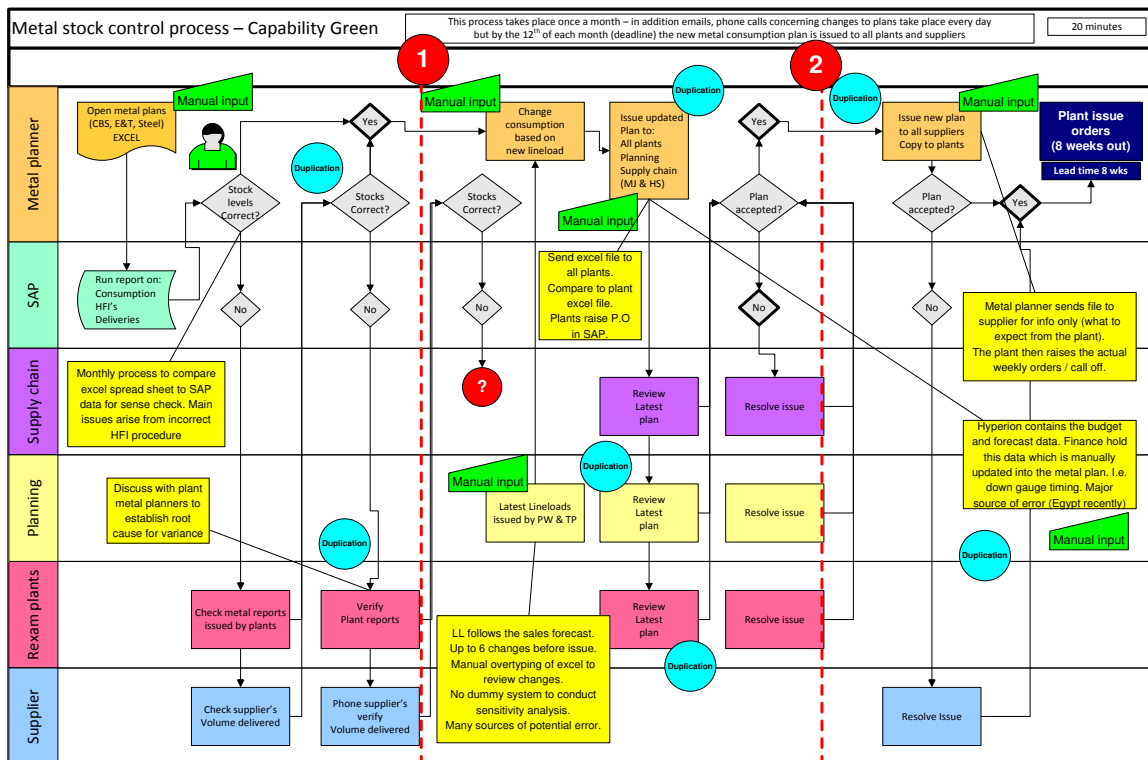 Metal stock control process – Capability Green
This process takes place once a month – in addition emails, phone calls concerning changes to plans take place every day
but by the 12th of each month (deadline) the new metal consumption plan is issued to all plants and suppliers
20 minutes
1
2
Metal planner
Open metal plans
(CBS, E&T, Steel)
EXCEL
Manual input
Stock
levels
Correct?
Duplication
Yes
Stocks
Correct?
Manual input
Change
consumption
based on
new lineload
Stocks
Correct?
Duplication
Issue updated
Plan to:
All plants
Planning
Supply chain
(MJ & HS)
Manual input
Yes
Plan
accepted?
Duplication
Manual input
Issue new plan
to all suppliers
Copy to plants
Plan
accepted?
Yes
Plant issue
orders
(8 weeks out)
Lead time 8 wks
SAP
Run report on:
Consumption
HFI's
Deliveries
No
No
No
Send excel file to
all plants.
Compare to plant
excel file.
Plants raise P.O
in SAP.
No
No
Metal planner sends file to
supplier for info only (what to
expect from the plant).
The plant then raises the actual
weekly orders / call off.
Supply chain
Monthly process to compare
excel spread sheet to SAP
data for sense check. Main
issues arise from incorrect
HFI procedure
?
Review
Latest
plan
Resolve issue
Hyperion contains the budget
and forecast data. Finance hold
this data which is manually
updated into the metal plan. I.e.
down gauge timing. Major
source of error (Egypt recently)
Manual input
Planning
Discuss with plant
metal planners to
establish root
cause for variance
Duplication
Manual input
Latest Lineloads
issued by PW & TP
Duplication
Review
Latest
plan
Resolve issue
Duplication
Rexam plants
Check metal reports
issued by plants
Verify
Plant reports
LL follows the sales forecast.
Up to 6 changes before issue.
Manual overtyping of excel to
review changes.
No dummy system to conduct
sensitivity analysis.
Many sources of potential error.
Review
Latest
plan
Duplication
Resolve issue
Supplier
Check supplier's
Volume delivered
Phone supplier's
verify
Volume delivered
Resolve Issue